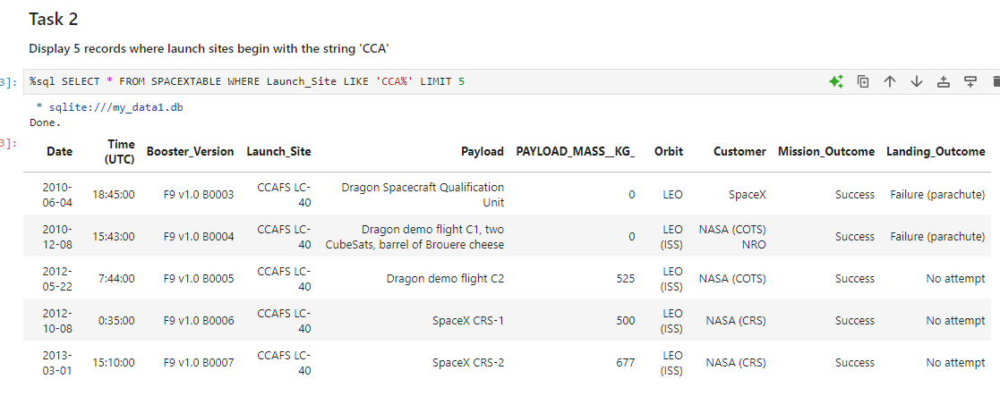 Task 2
Display 5 records where launch sites begin with the string 'CCA'
3]: %sql SELECT * FROM SPACEXTABLE WHERE Launch_Site LIKE 'CCA%' LIMIT 5
* sqlite:///my_data1.db
Done.
3]:
Date Time (UTC) Booster_Version Launch_Site Payload PAYLOAD_MASS__KG_ Orbit Customer Mission_Outcome Landing_Outcome
2010-06-04 18:45:00 F9 v1.0 B0003 CCAFS LC-40 Dragon Spacecraft Qualification Unit 0 LEO SpaceX Success Failure (parachute)
2010-12-08 15:43:00 F9 v1.0 B0004 CCAFS LC-40 Dragon demo flight C1, two CubeSats, barrel of Brouere cheese 0 LEO (ISS) NASA (COTS) NRO Success Failure (parachute)
2012-05-22 7:44:00 F9 v1.0 B0005 CCAFS LC-40 Dragon demo flight C2 525 LEO (ISS) NASA (COTS) Success No attempt
2012-10-08 0:35:00 F9 v1.0 B0006 CCAFS LC-40 SpaceX CRS-1 500 LEO (ISS) NASA (CRS) Success No attempt
2013-03-01 15:10:00 F9 v1.0 B0007 CCAFS LC-40 SpaceX CRS-2 677 LEO (ISS) NASA (CRS) Success No attempt